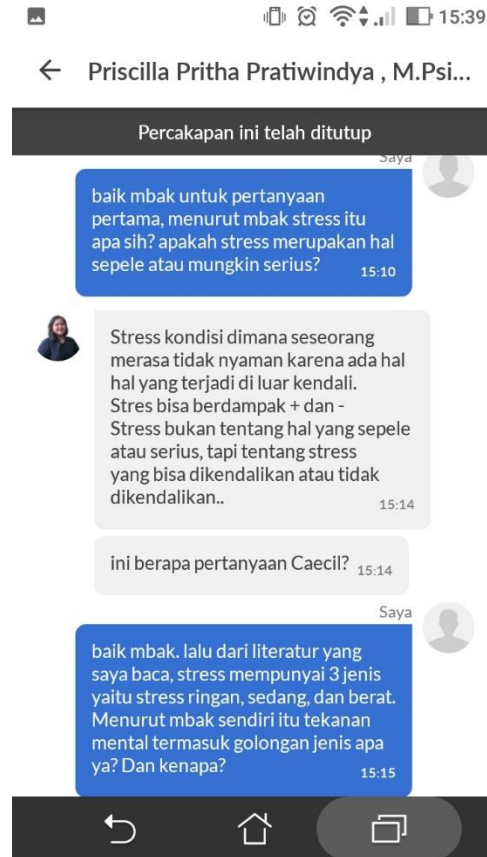 15:39
Priscilla Pritha Pratiwindya , M.Psi...
Percakapan ini telah ditutup
Saya
baik mbak untuk pertanyaan
pertama, menurut mbak stress itu
apa sih? apakah stress merupakan hal
sepele atau mungkin serius?
15:10
Stress kondisi dimana seseorang
merasa tidak nyaman karena ada hal
hal yang terjadi di luar kendali.
Stres bisa berdampak + dan -
Stress bukan tentang hal yang sepele
atau serius, tapi tentang stress
yang bisa dikendalikan atau tidak
dikendalikan..
15:14
ini berapa pertanyaan Caecil?
15:14
Saya
baik mbak. lalu dari literatur yang
saya baca, stress mempunyai 3 jenis
yaitu stress ringan, sedang, dan berat.
Menurut mbak sendiri itu tekanan
mental termasuk golongan jenis apa
ya? Dan kenapa?
15:15